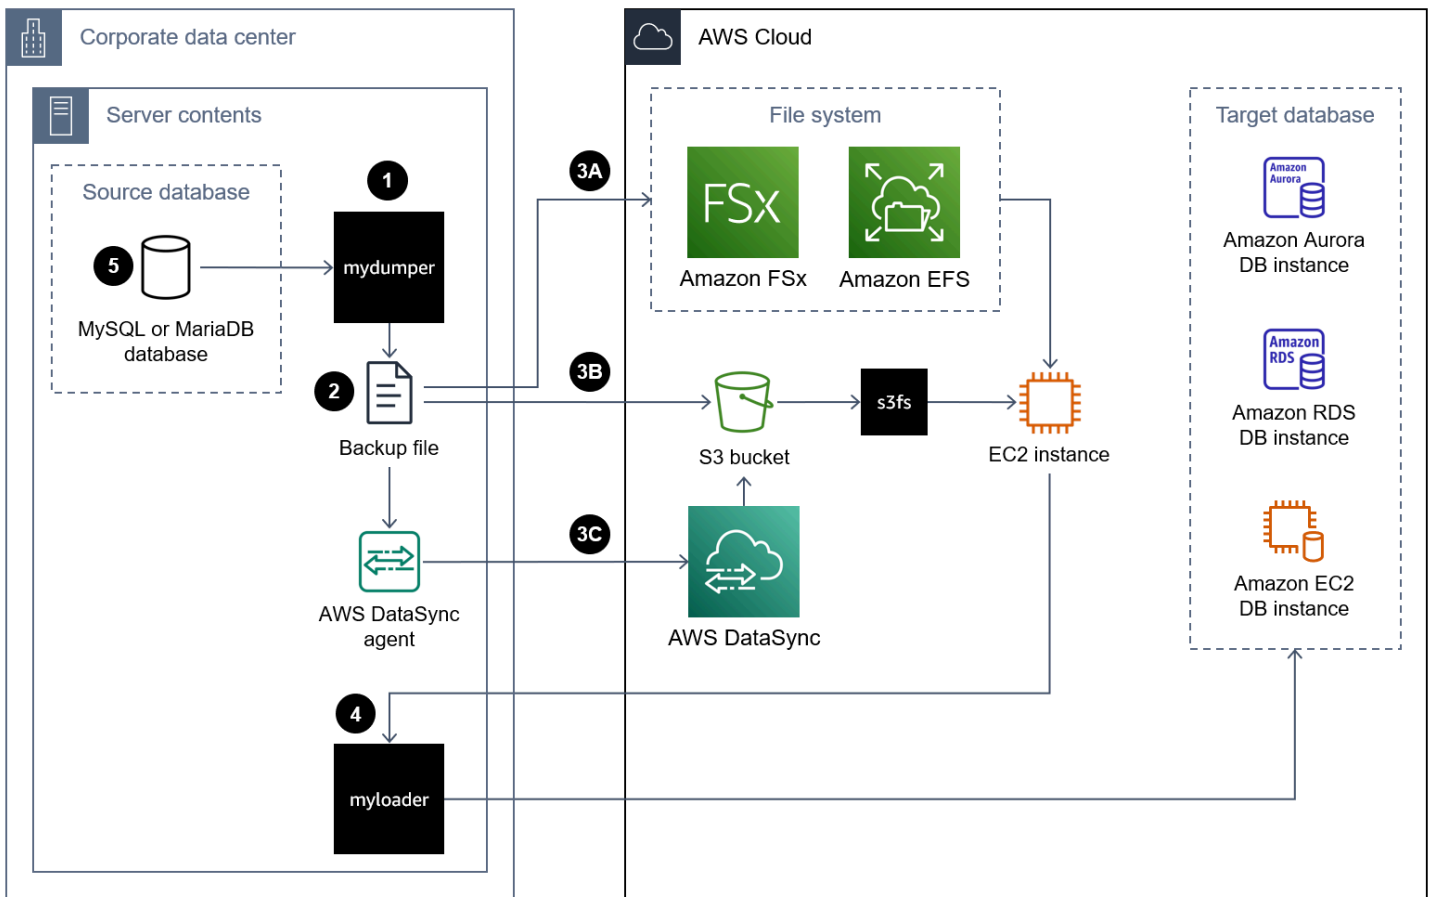 Corporate data center
AWS Cloud
Server contents
File system
Target database
Source database
1
3A
FSx
Amazon
Aurora
mydumper
5
Amazon FSx
Amazon EFS
Amazon Aurora
DB instance
MySQL or MariaDB
database
2
3B
s3fs
Amazon
RDS
Backup file
S3 bucket
EC2 instance
Amazon RDS
DB instance
3C
AWS DataSync
agent
AWS DataSync
Amazon EC2
DB instance
4
myloader